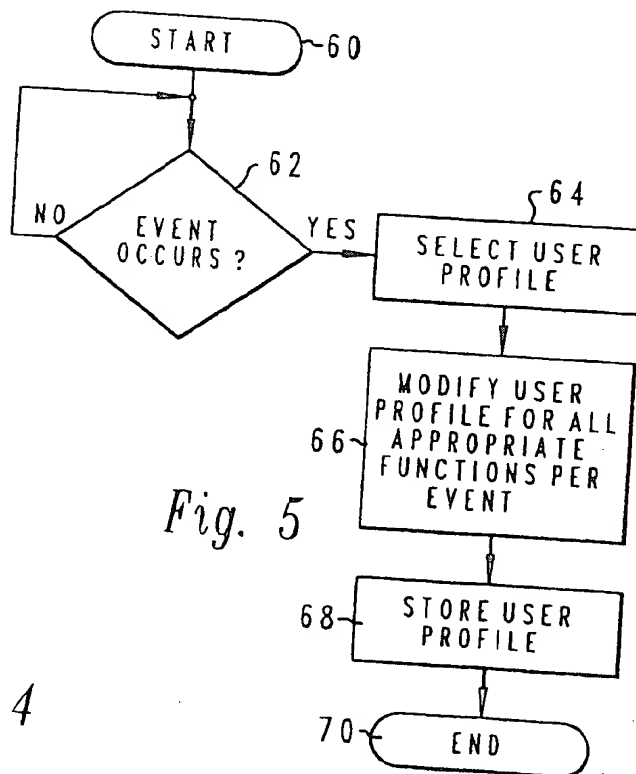 START
60
62
NO
EVENT
OCCURS?
YES
64
SELECT USER
PROFILE
66
MODIFY USER
PROFILE FOR ALL
APPROPRIATE
FUNCTIONS PER
EVENT
Fig. 5
68
STORE USER
PROFILE
4
70
END